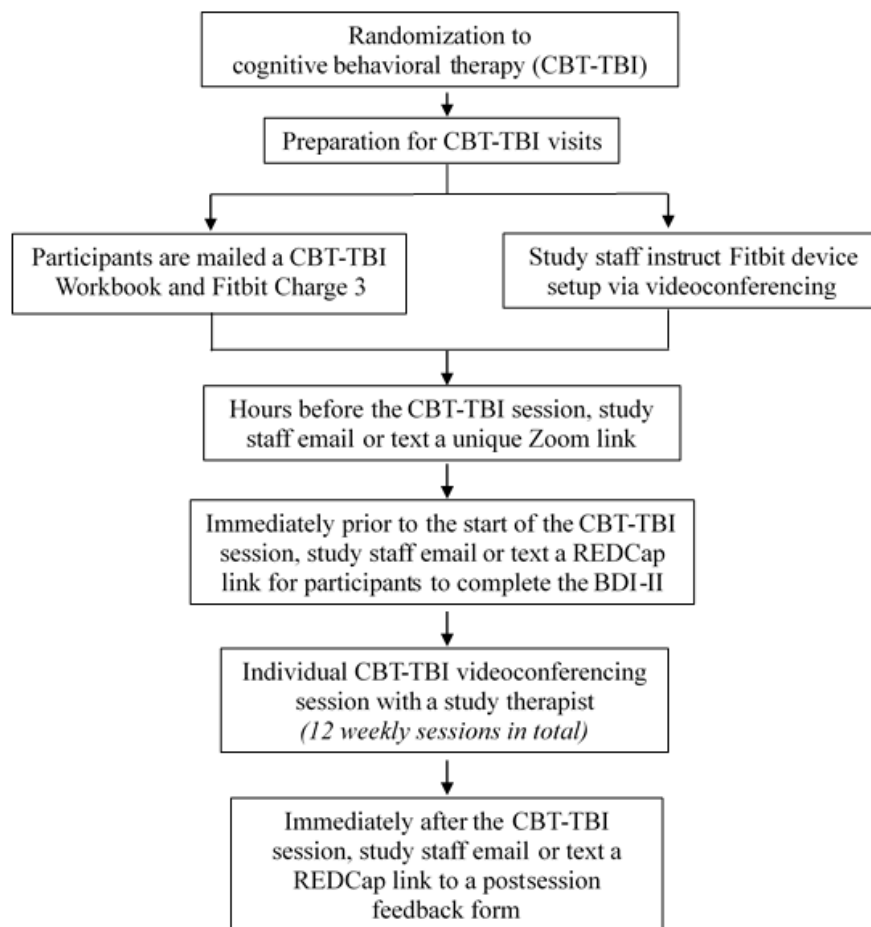 Randomization to
cognitive behavioral therapy (CBT-TBI)
Preparation for CBT-TBI visits
Participants are mailed a CBT-TBI
Workbook and Fitbit Charge 3
Study staff instruct Fitbit device
setup via videoconferencing
Hours before the CBT-TBI session, study
staff email or text a unique Zoom link
Immediately prior to the start of the CBT-TBI
session, study staff email or text a REDCap
link for participants to complete the BDI-II
Individual CBT-TBI videoconferencing
session with a study therapist
(12 weekly sessions in total)
Immediately after the CBT-TBI
session, study staff email or text a
REDCap link to a postsession
feedback form